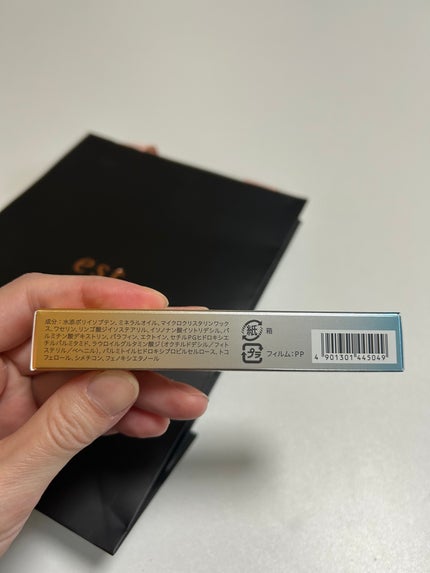 est
成分：水添ポリイソブテン、ミネラルオイル、マイクロクリスタリンワック
ス、ワセリン、リンゴ酸ジイソステアリル、イソノナン酸イソトリデシル、パ
ルミチン酸デキストリン、パラフィン、エクトイン、セチルPGヒドロキシエ
チルパルミタミド、ラウロイルグルタミン酸ジ（オクチルドデシル／フィト
ステリル／ベヘニル）、パルミトイルヒドロキシプロピルセルロース、トコ
フェロール、シメチコン、フェノキシエタノール
紙 箱
プラ フィルム：PP
4 901301 445049